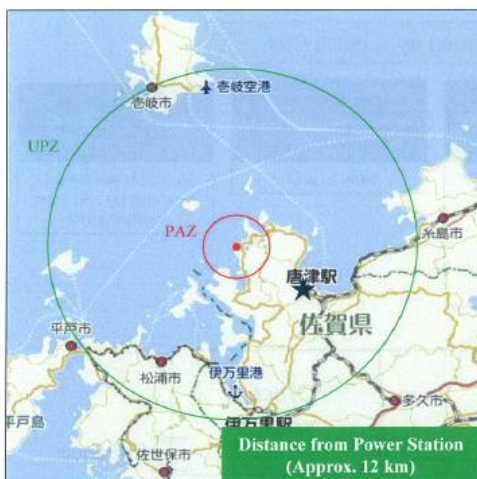 壱岐空港
壱岐市
UPZ
PAZ
糸島市
唐津駅
佐賀県
平戸市
松浦市
伊万里港
多久市
平戸島
伊万里駅
佐世保市
Distance from Power Station
(Approx. 12 km)